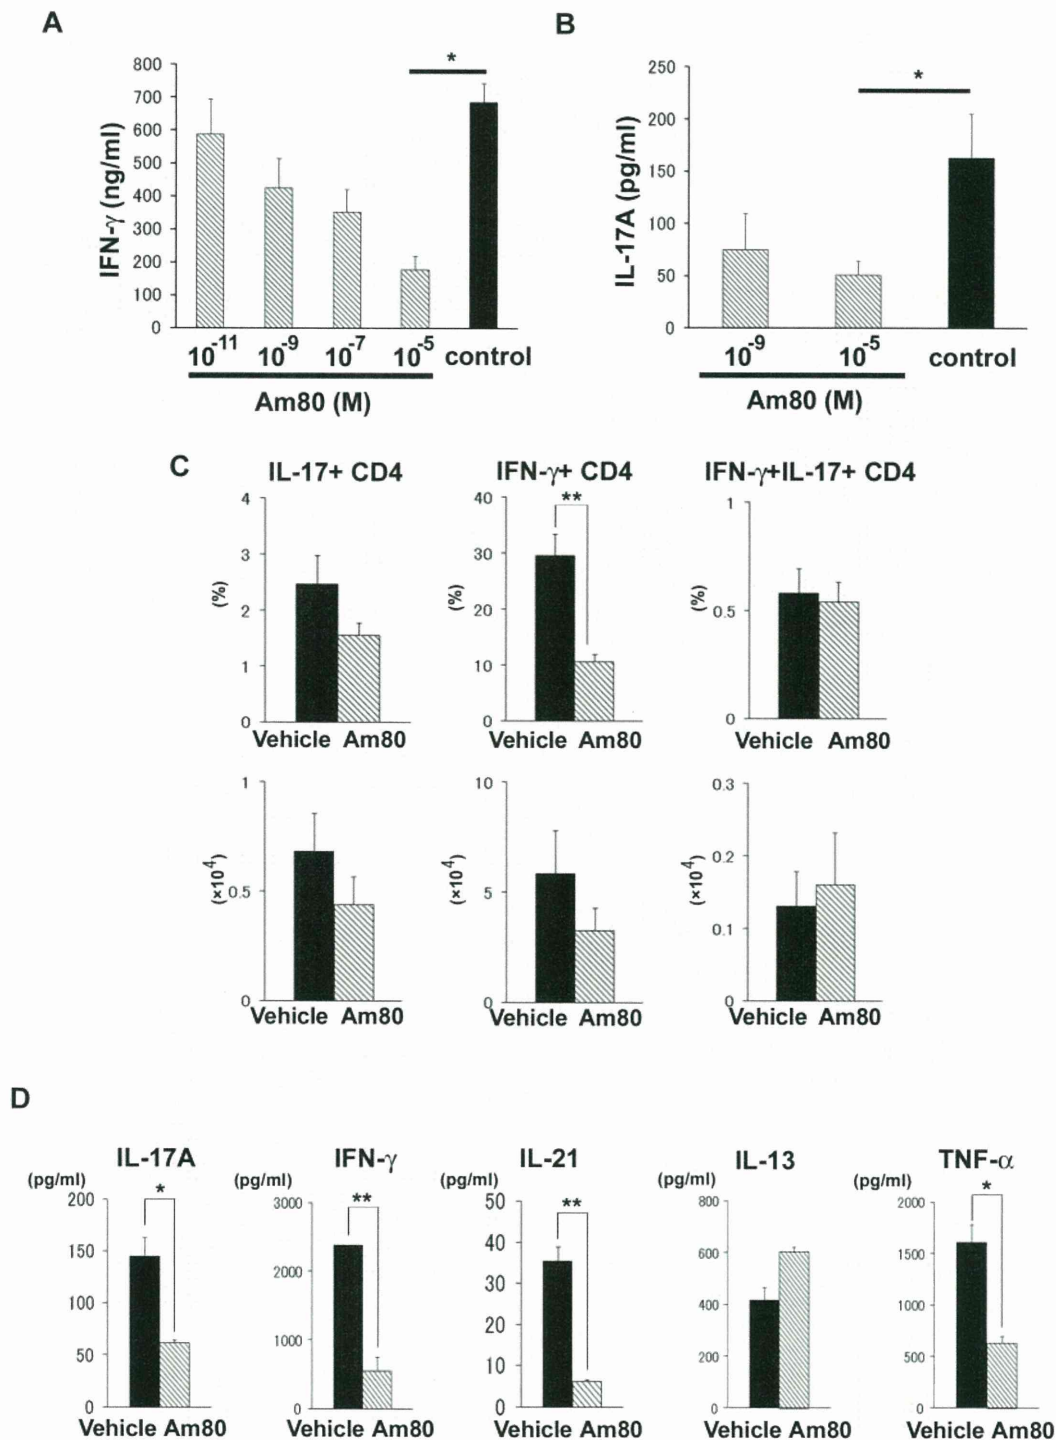 A
IFN-γ (ng/ml)
800
700
600
500
400
300
200
100
0
*
10-11 10-9 10-7 10-5 control
Am80 (M)
B
IL-17A (pg/ml)
250
200
150
100
50
0
*
10-9 10-5 control
Am80 (M)
C
IL-17+ CD4
(%)
4
3
2
1
0
Vehicle Am80
IFN-γ+ CD4
(%)
40
30
20
10
0
**
Vehicle Am80
IFN-γ+IL-17+ CD4
(%)
1
0.5
0
Vehicle Am80
(×104)
1
0.5
0
Vehicle Am80
(×104)
10
5
0
Vehicle Am80
(×104)
0.3
0.2
0.1
0
Vehicle Am80
D
IL-17A
(pg/ml)
200
150
100
50
0
*
Vehicle Am80
IFN-γ
(pg/ml)
3000
2000
1000
0
**
Vehicle Am80
IL-21
(pg/ml)
50
40
30
20
10
0
**
Vehicle Am80
IL-13
(pg/ml)
800
600
400
200
0
Vehicle Am80
TNF-α
(pg/ml)
2000
1500
1000
500
0
*
Vehicle Am80